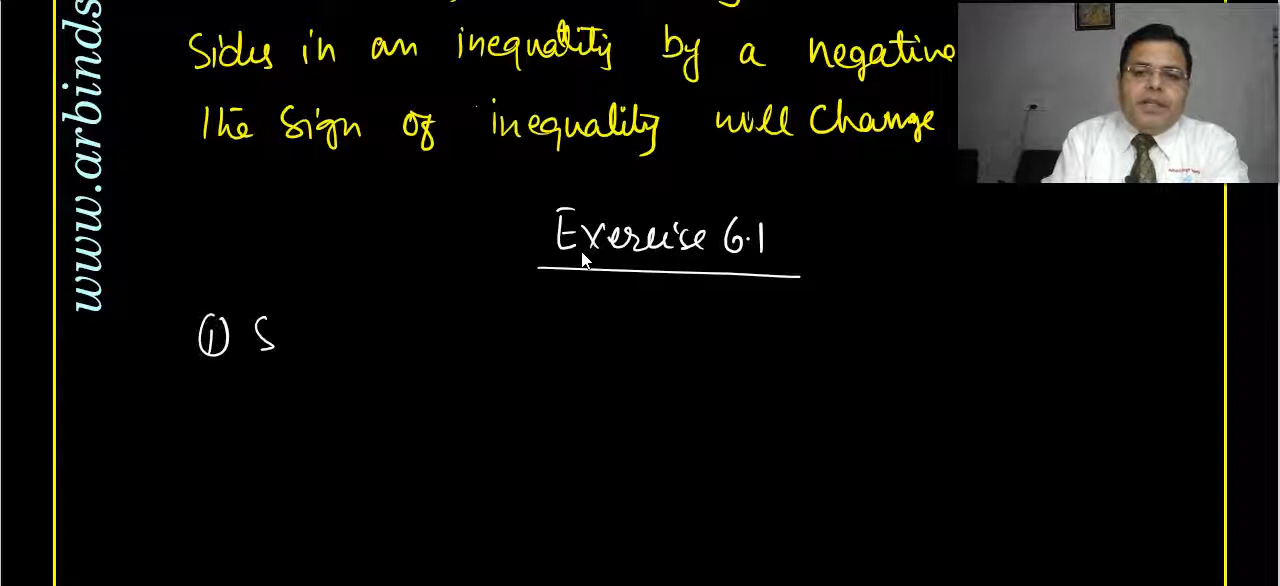 Sides in an inequality by a negative
the sign of inequality will change
Exercise 6.1
① S
www.arbinds